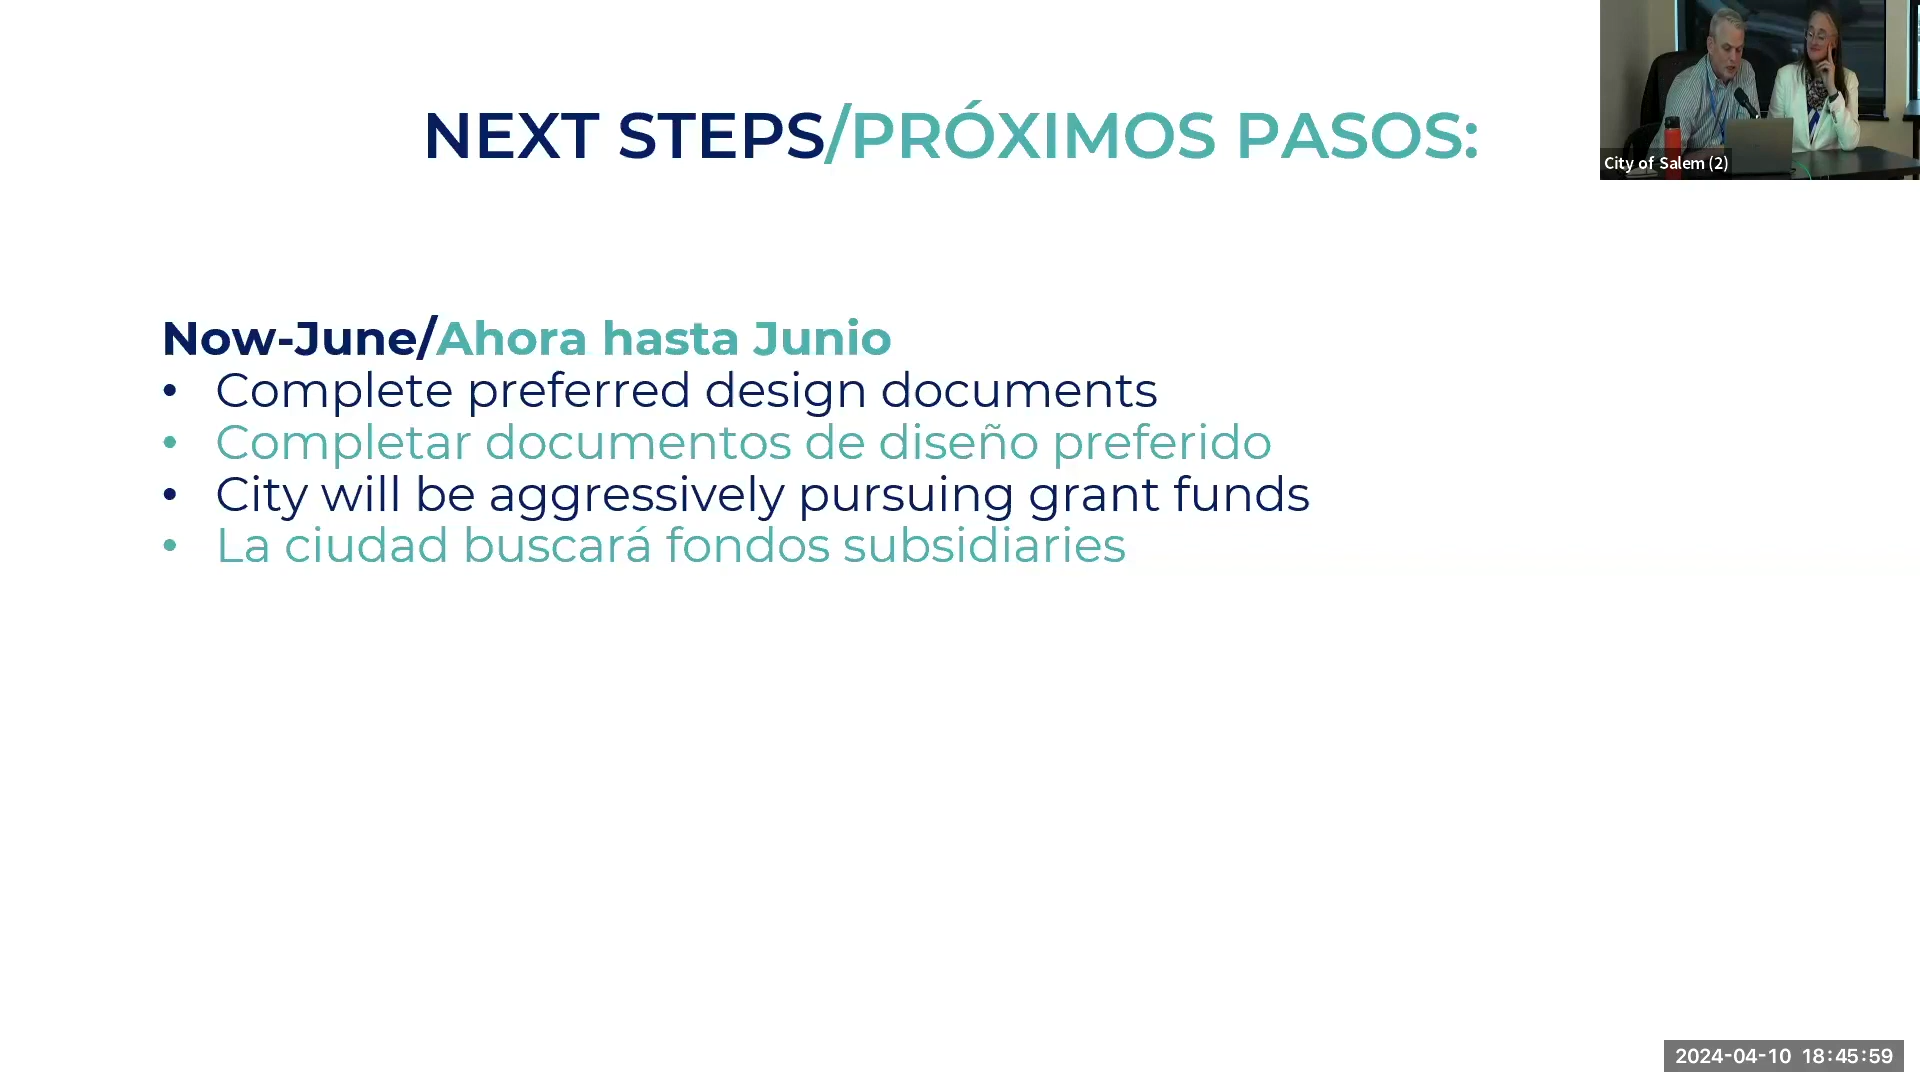 NEXT STEPS/PRÓXIMOS PASOS:
City of Salem (2)
Now-June/Ahora hasta Junio
• Complete preferred design documents
• Completar documentos de diseño preferido
• City will be aggressively pursuing grant funds
• La ciudad buscará fondos subsidiaries
2024-04-10 18:45:59